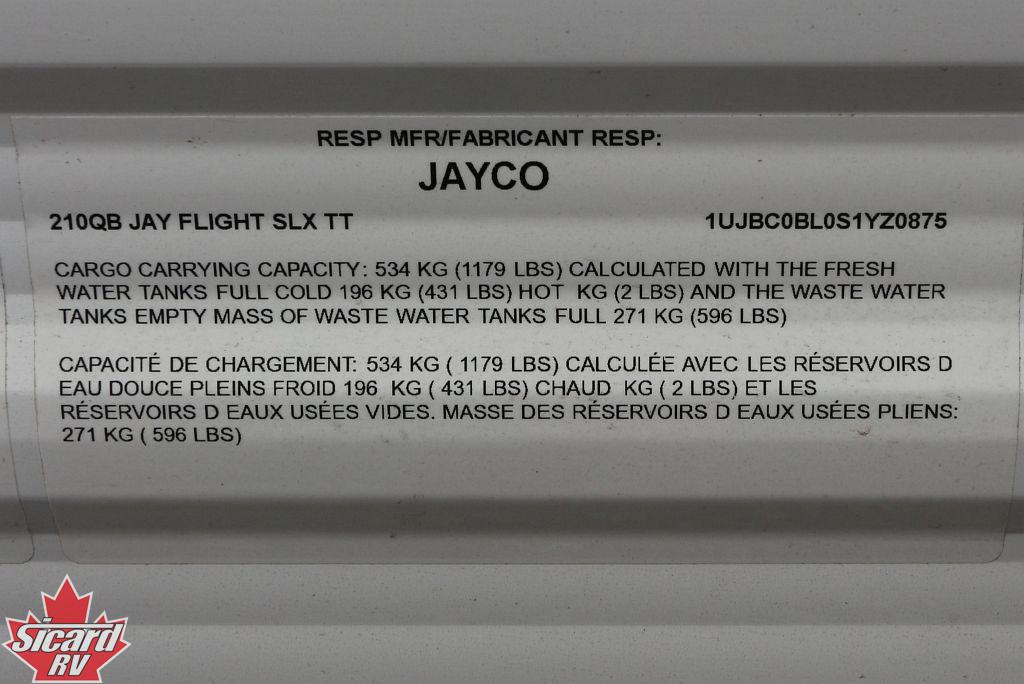 RESP MFR/FABRICANT RESP:
JAYCO
210QB JAY FLIGHT SLX TT 1UJBC0BL0S1YZ0875
CARGO CARRYING CAPACITY: 534 KG (1179 LBS) CALCULATED WITH THE FRESH
WATER TANKS FULL COLD 196 KG (431 LBS) HOT KG (2 LBS) AND THE WASTE WATER
TANKS EMPTY MASS OF WASTE WATER TANKS FULL 271 KG (596 LBS)
CAPACITÉ DE CHARGEMENT: 534 KG ( 1179 LBS) CALCULÉE AVEC LES RÉSERVOIRS D
EAU DOUCE PLEINS FROID 196 KG ( 431 LBS) CHAUD KG ( 2 LBS) ET LES
RÉSERVOIRS D EAUX USÉES VIDES. MASSE DES RÉSERVOIRS D EAUX USÉES PLIENS:
271 KG ( 596 LBS)
Sicard
RV